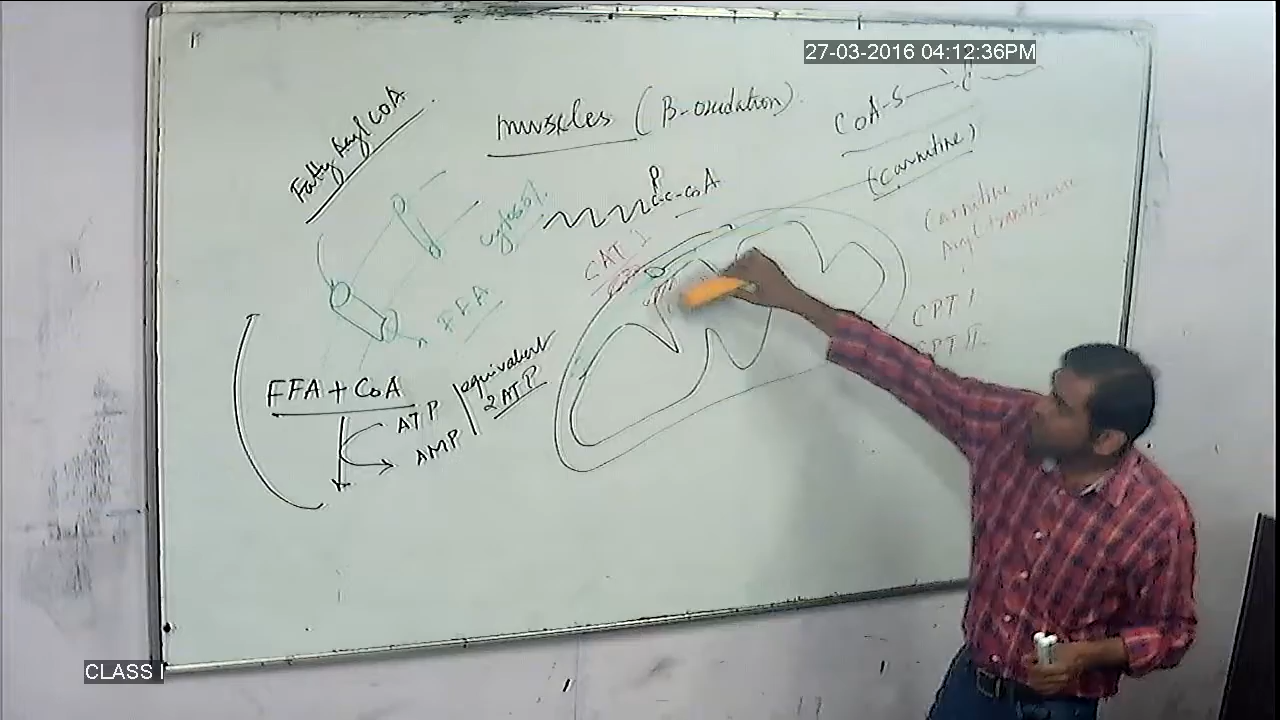 27-03-2016 04:12:36PM
Fatty Acyl COA
muscles (β-oxidation).
COA-S
(carnitine)
CoA
cytosol
CAT I
Carnitine
Acyl transferase
FFA
CPT I
CPT II
FFA + CoA
ATP
AMP
equivalent
2 ATP
CLASS I